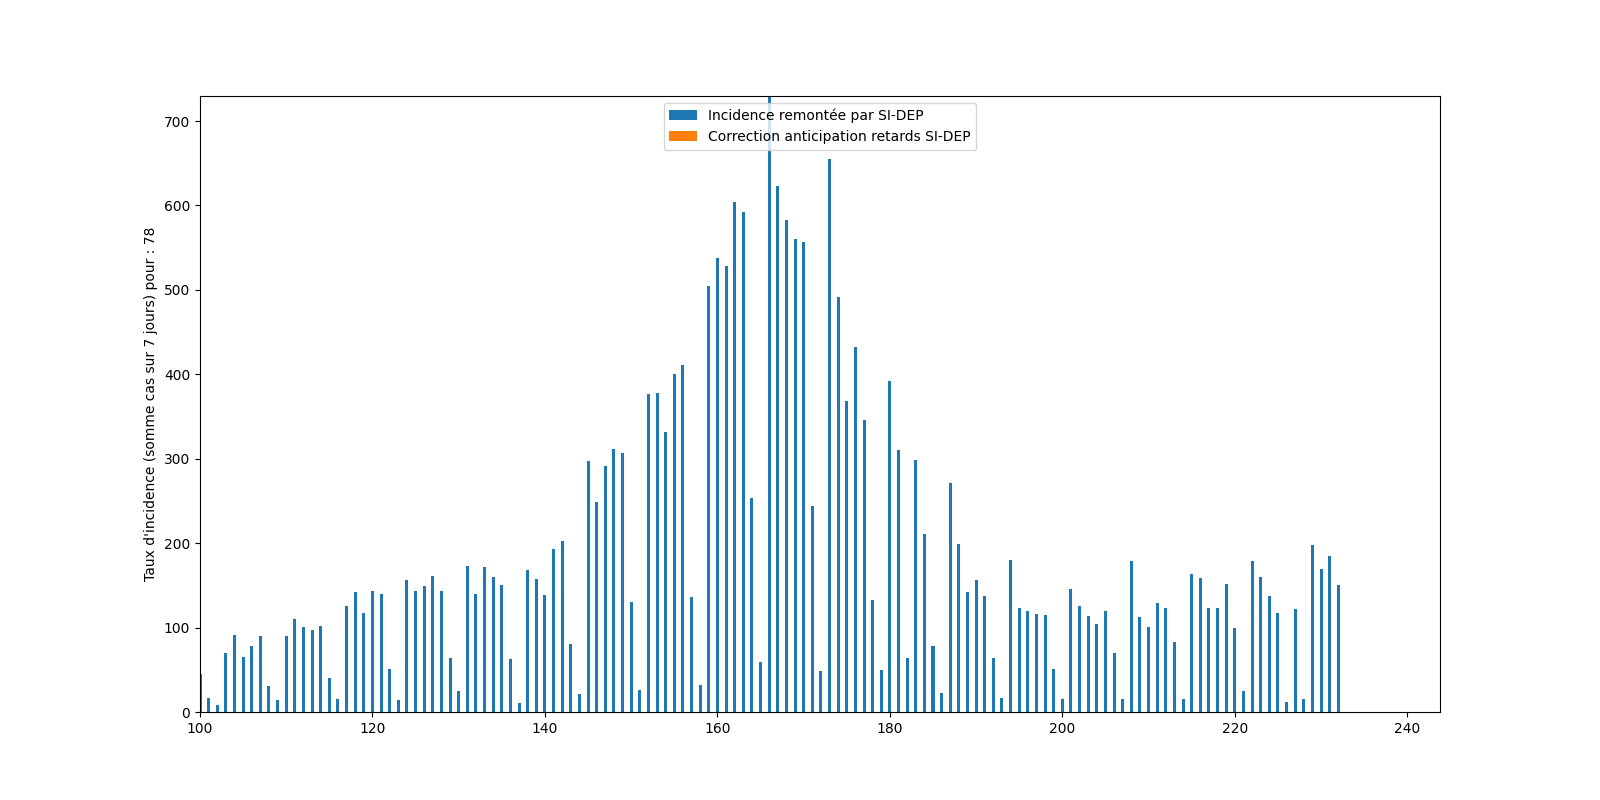 Incidence remontée par SI-DEP
Correction anticipation retards SI-DEP
Taux d'incidence (somme cas sur 7 jours) pour : 78
700
600
500
400
300
200
100
0
100 120 140 160 180 200 220 240